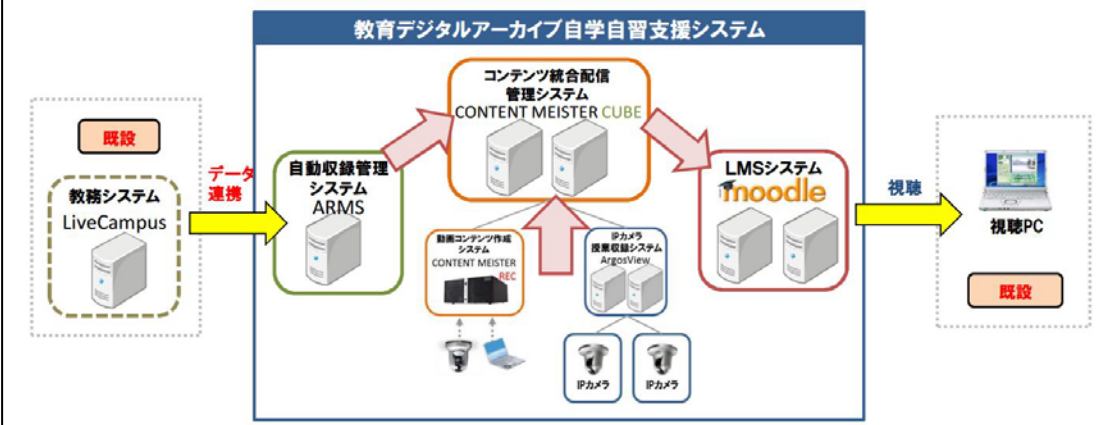 教育デジタルアーカイブ自学自習支援システム
既設
教務システム
LiveCampus
データ
連携
自動収録管理
システム
ARMS
コンテンツ統合配信
管理システム
CONTENT MEISTER CUBE
動画コンテンツ作成
システム
CONTENT MEISTER
REC
IPカメラ
授業収録システム
ArgosView
IPカメラ
IPカメラ
LMSシステム
moodle
視聴
視聴PC
既設